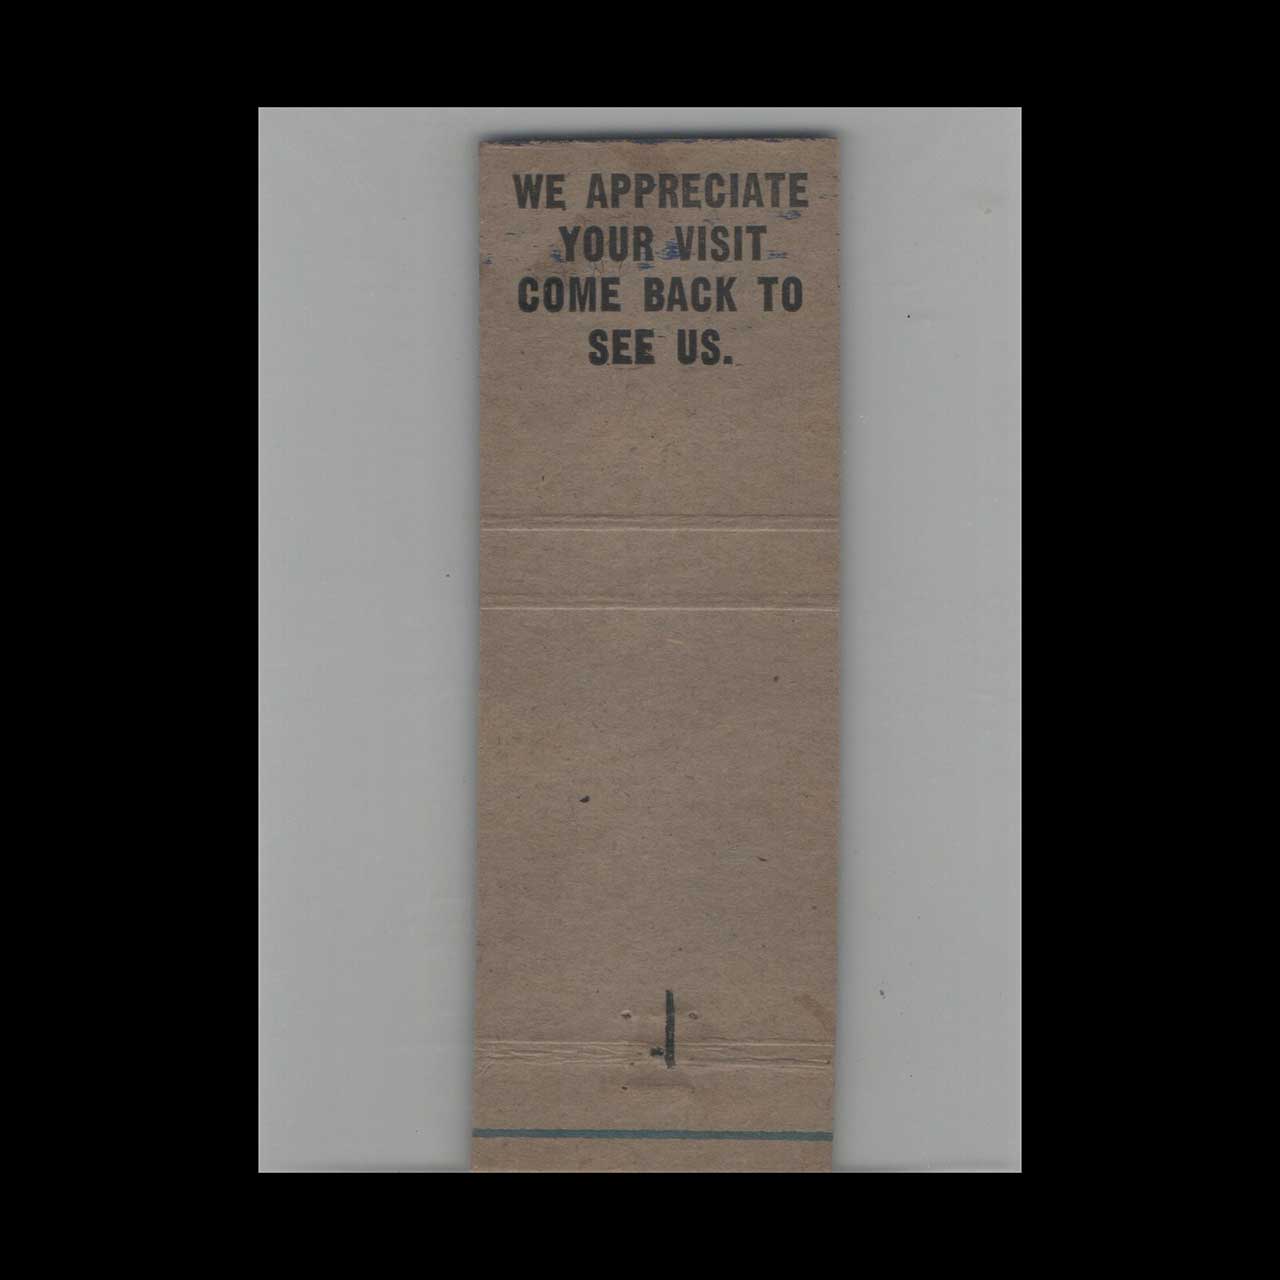 WE APPRECIATE
YOUR VISIT
COME BACK TO
SEE US.